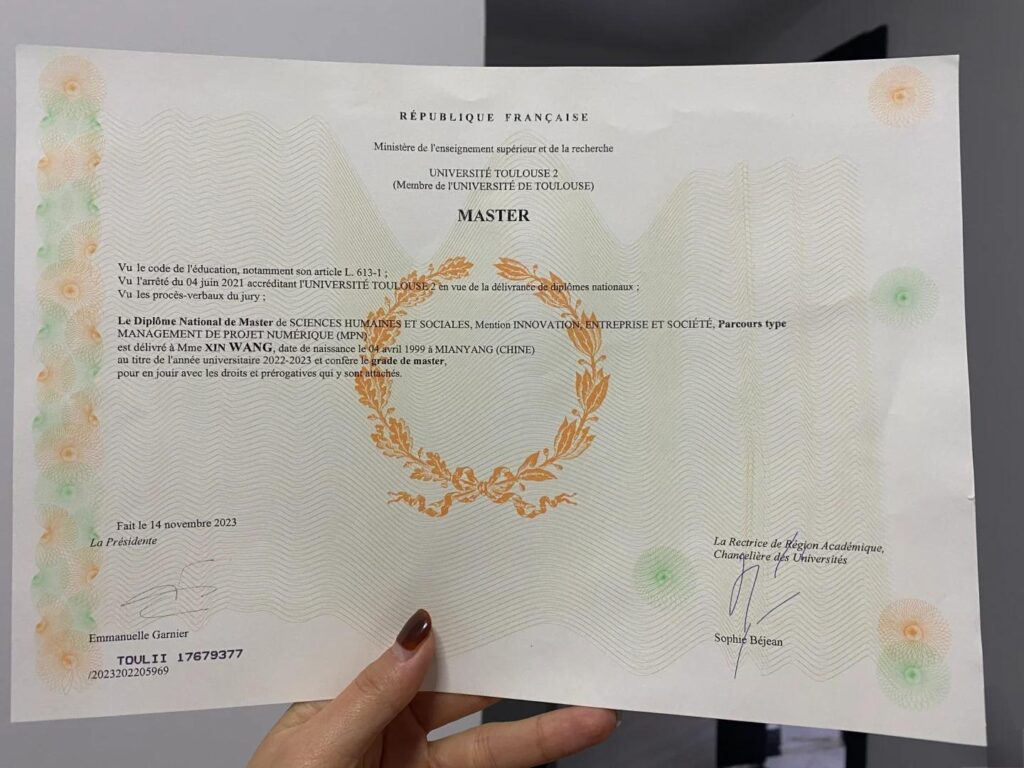 RÉPUBLIQUE FRANÇAISE
Ministère de l'enseignement supérieur et de la recherche
UNIVERSITÉ TOULOUSE 2
(Membre de l'UNIVERSITÉ DE TOULOUSE)
MASTER
Vu le code de l'éducation, notamment son article L. 613-1 ;
Vu l'arrêté du 04 juin 2021 accréditant l'UNIVERSITÉ TOULOUSE 2 en vue de la délivrance de diplômes nationaux ;
Vu les procès-verbaux du jury ;
Le Diplôme National de Master de SCIENCES HUMAINES ET SOCIALES, Mention INNOVATION, ENTREPRISE ET SOCIÉTÉ, Parcours type
MANAGEMENT DE PROJET NUMÉRIQUE (MPN)
est délivré à Mme XIN WANG, date de naissance le 04 avril 1999 à MIANYANG (CHINE)
au titre de l'année universitaire 2022-2023 et confère le grade de master,
pour en jouir avec les droits et prérogatives qui y sont attachés.
Fait le 14 novembre 2023
La Présidente
Emmanuelle Garnier
TOULII 17679377
/2023202205969
La Rectrice de Région Académique,
Chancelière des Universités
Sophie Béjean